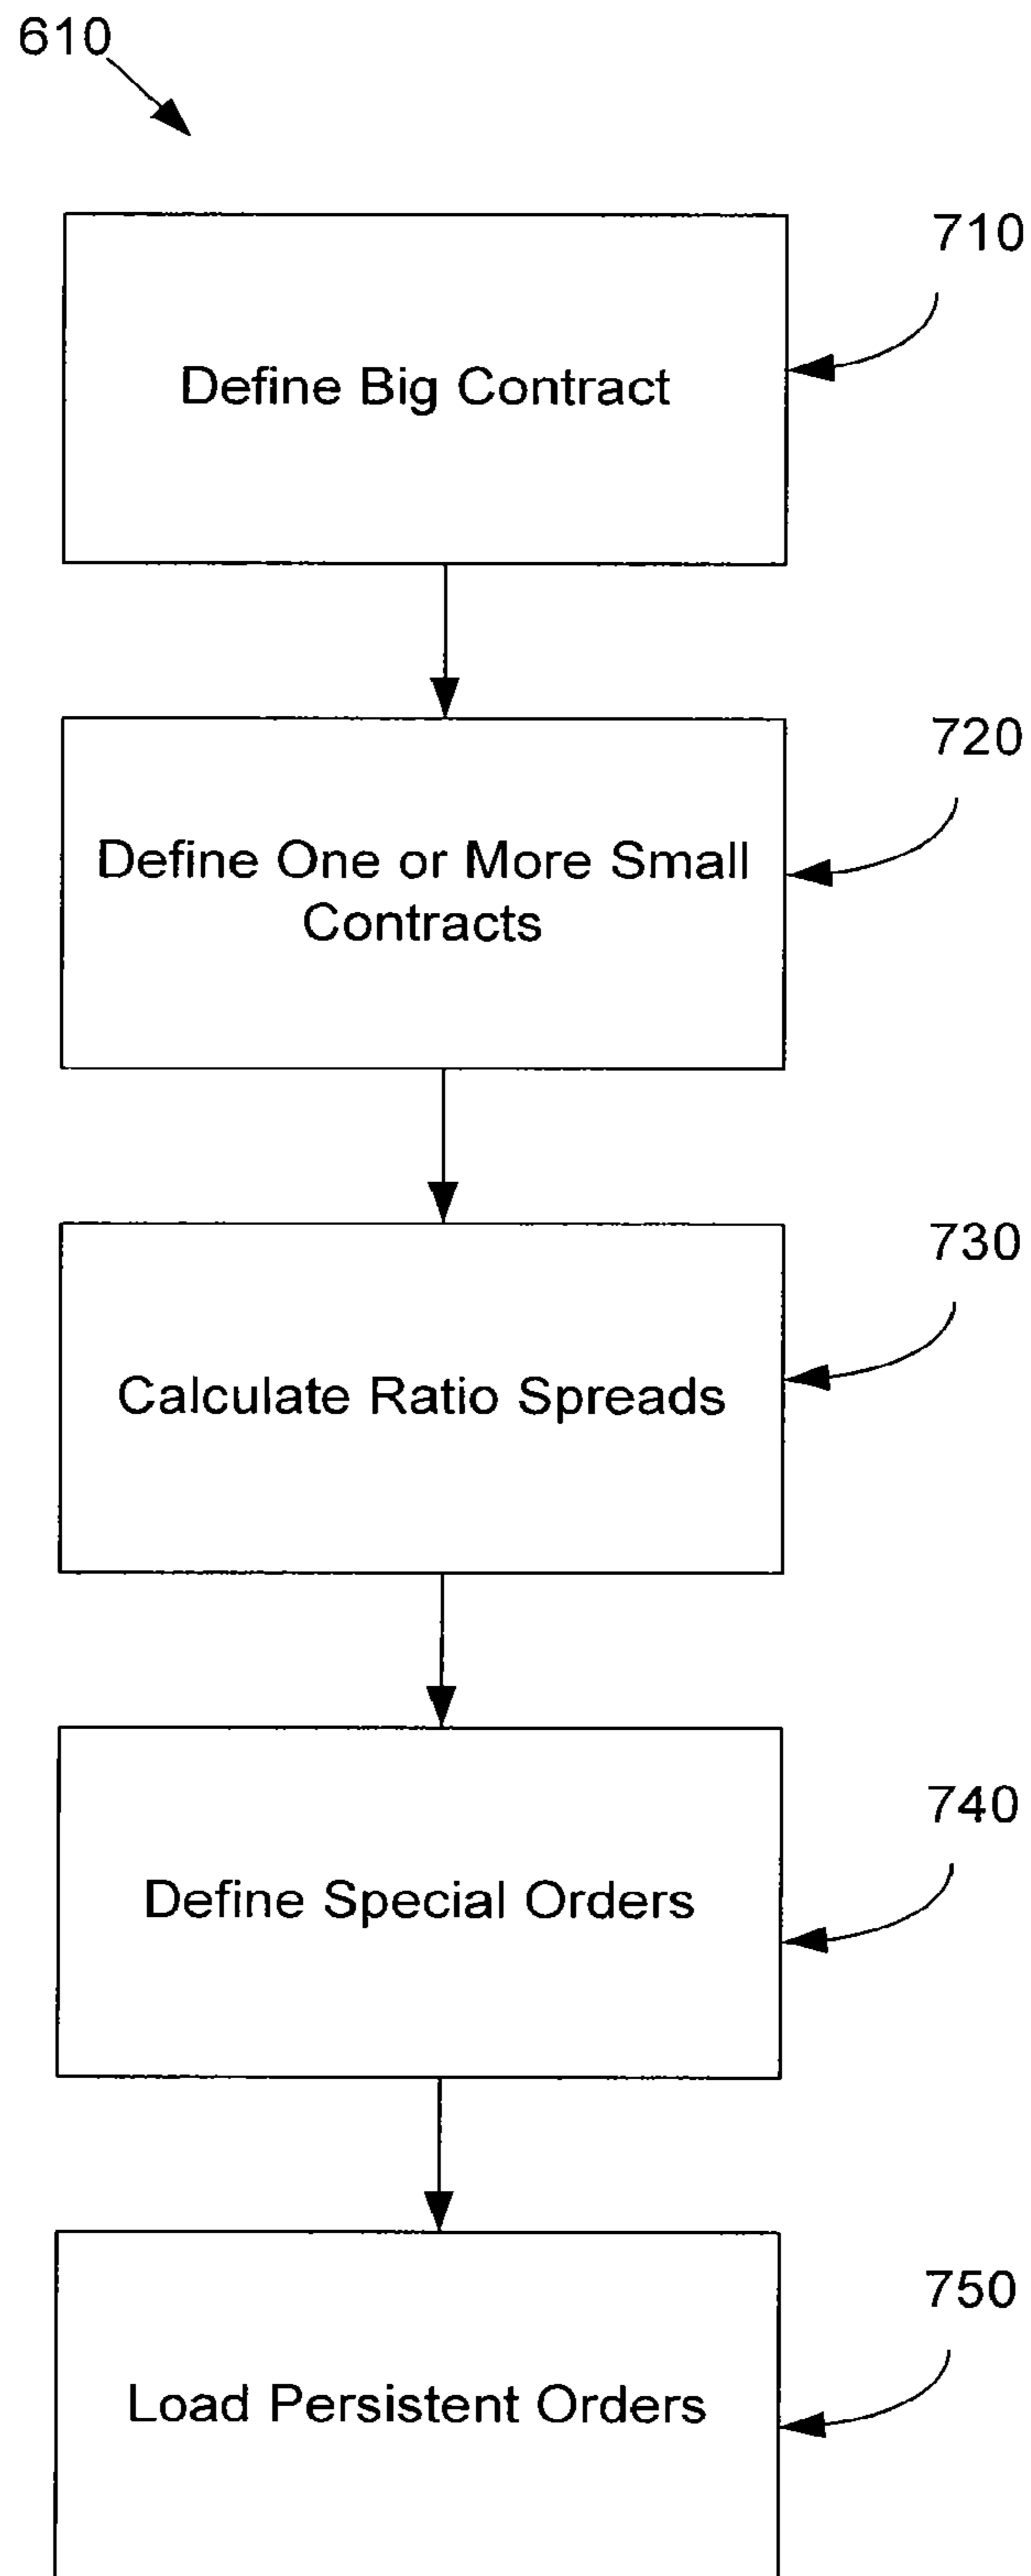 610
710
Define Big Contract
720
Define One or More Small
Contracts
730
Calculate Ratio Spreads
740
Define Special Orders
750
Load Persistent Orders